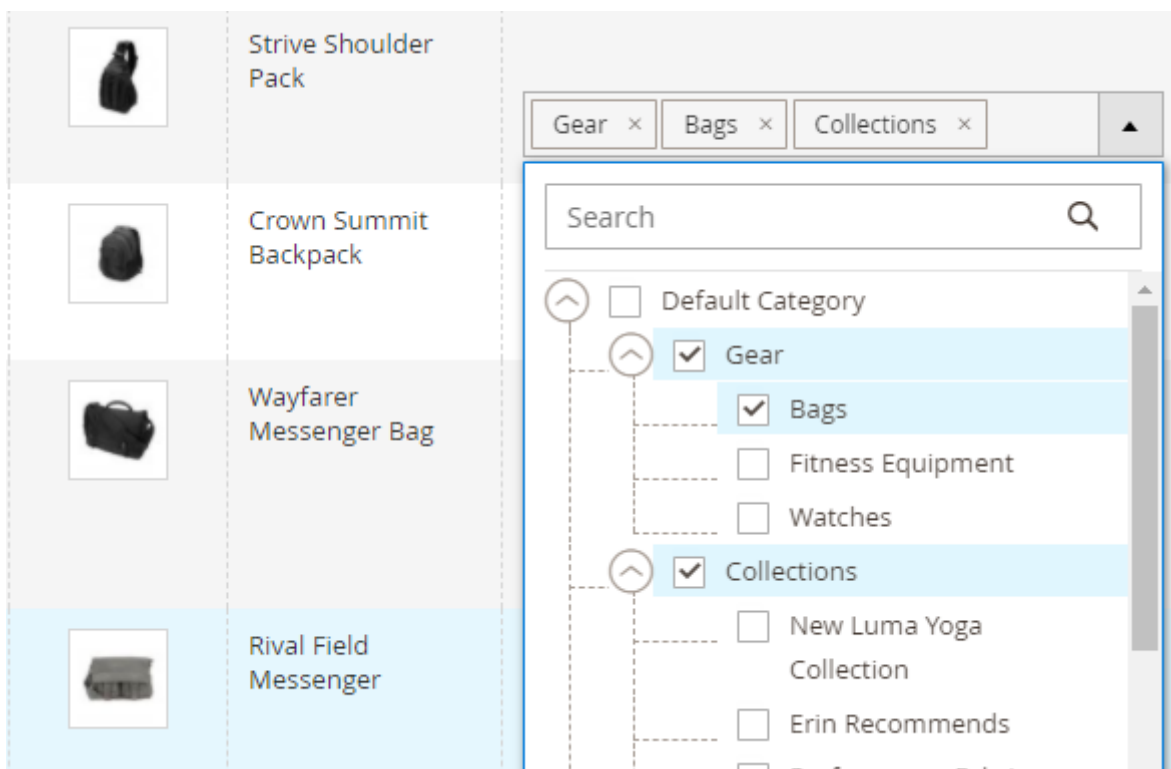 Strive Shoulder
Pack
Gear × Bags × Collections ×
Search
Crown Summit
Backpack
Default Category
Gear
Wayfarer
Messenger Bag
Bags
Fitness Equipment
Watches
Collections
Rival Field
Messenger
New Luma Yoga
Collection
Erin Recommends